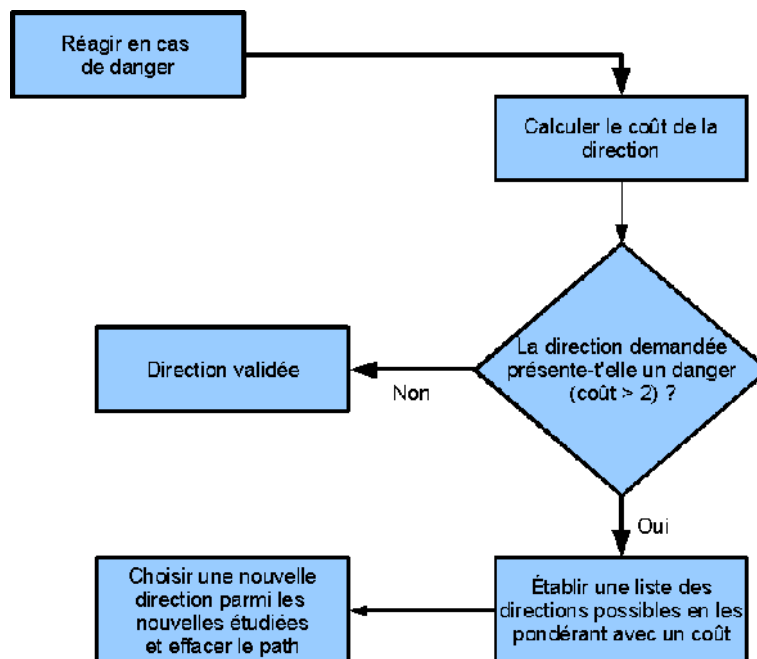 Réagir en cas
de danger
Calculer le coût de la
direction
La direction demandée
présente-t'elle un danger
(coût > 2) ?
Non
Direction validée
Oui
Établir une liste des
directions possibles en les
pondérant avec un coût
Choisir une nouvelle
direction parmi les
nouvelles étudiées
et effacer le path